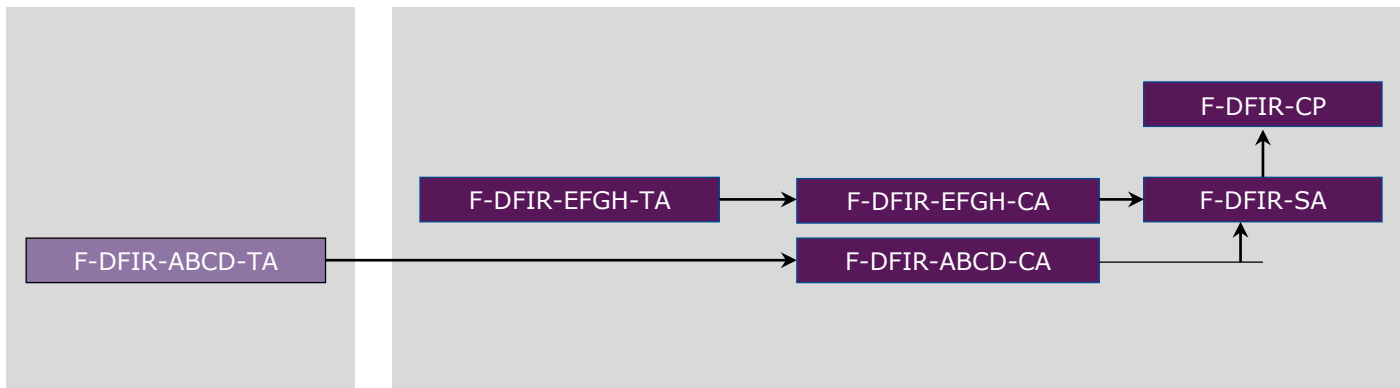 F-DFIR-CP
F-DFIR-EFGH-TA
F-DFIR-EFGH-CA
F-DFIR-SA
F-DFIR-ABCD-TA
F-DFIR-ABCD-CA